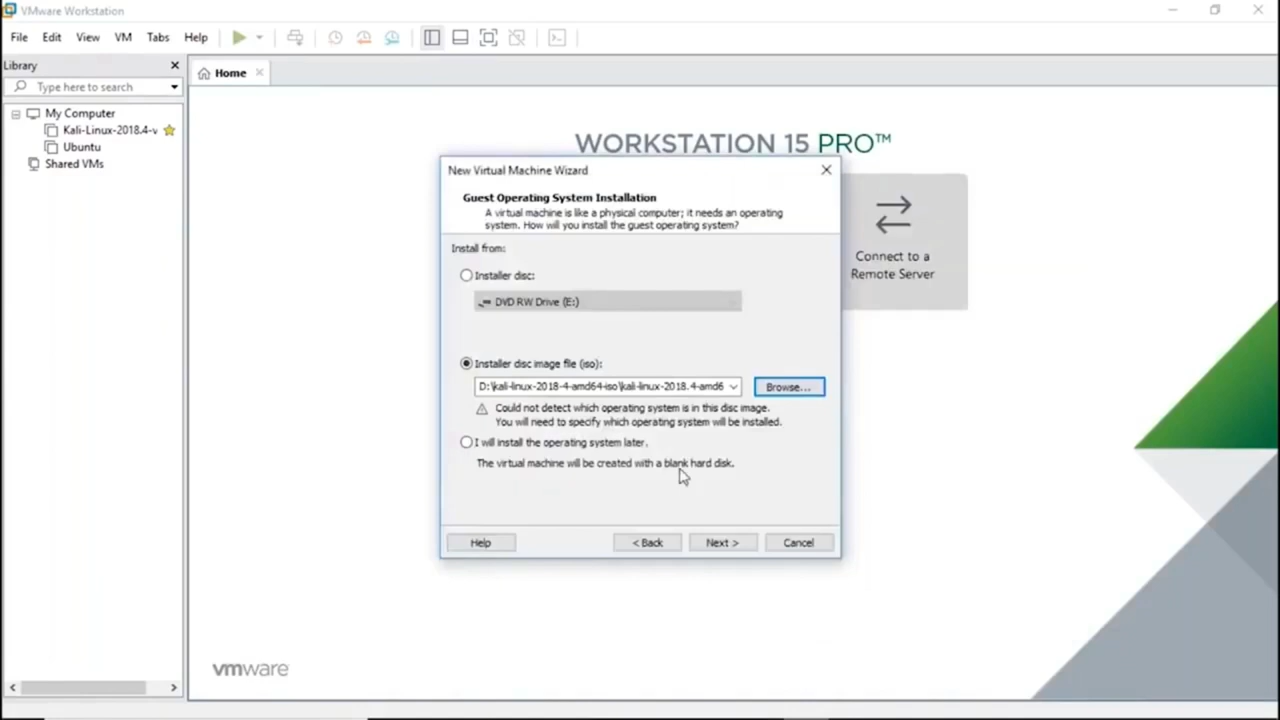 VMware Workstation
File Edit View VM Tabs Help
Library
Type here to search
Home
My Computer
Kali-Linux-2018.4-v
Ubuntu
Shared VMs
WORKSTATION 15 PRO™
Connect to a
Remote Server
New Virtual Machine Wizard
Guest Operating System Installation
A virtual machine is like a physical computer; it needs an operating
system. How will you install the guest operating system?
Install from:
Installer disc:
DVD RW Drive (E:)
Installer disc image file (iso):
D:\kali-linux-2018-4-amd64-iso\kali-linux-2018.4-amd6
Browse...
Could not detect which operating system is in this disc image.
You will need to specify which operating system will be installed.
I will install the operating system later.
The virtual machine will be created with a blank hard disk.
Help < Back Next > Cancel
vmware